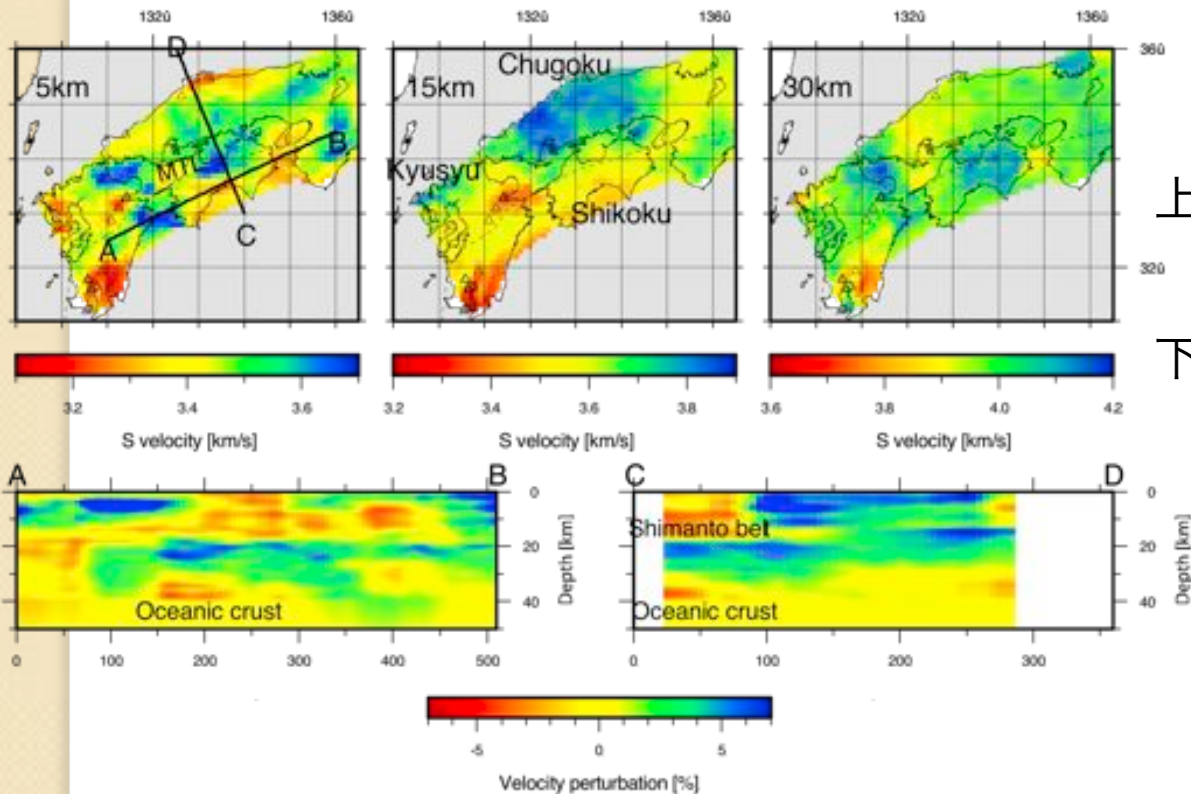 132° 136° 132° 136° 132° 136°
D
36°
5km
Chugoku
15km
30km
B
MTL
Kyusyu
上
Shikoku
C
A
32°
下
3.2 3.4 3.6
3.2 3.4 3.6 3.8
3.6 3.8 4.0 4.2
S velocity [km/s]
S velocity [km/s]
S velocity [km/s]
A B
C D
0
20
40
Depth [km]
Oceanic crust
0 100 200 300 400 500
Shimanto belt
0
20
40
Depth [km]
Oceanic crust
0 100 200 300
-5 0 5
Velocity perturbation [%]